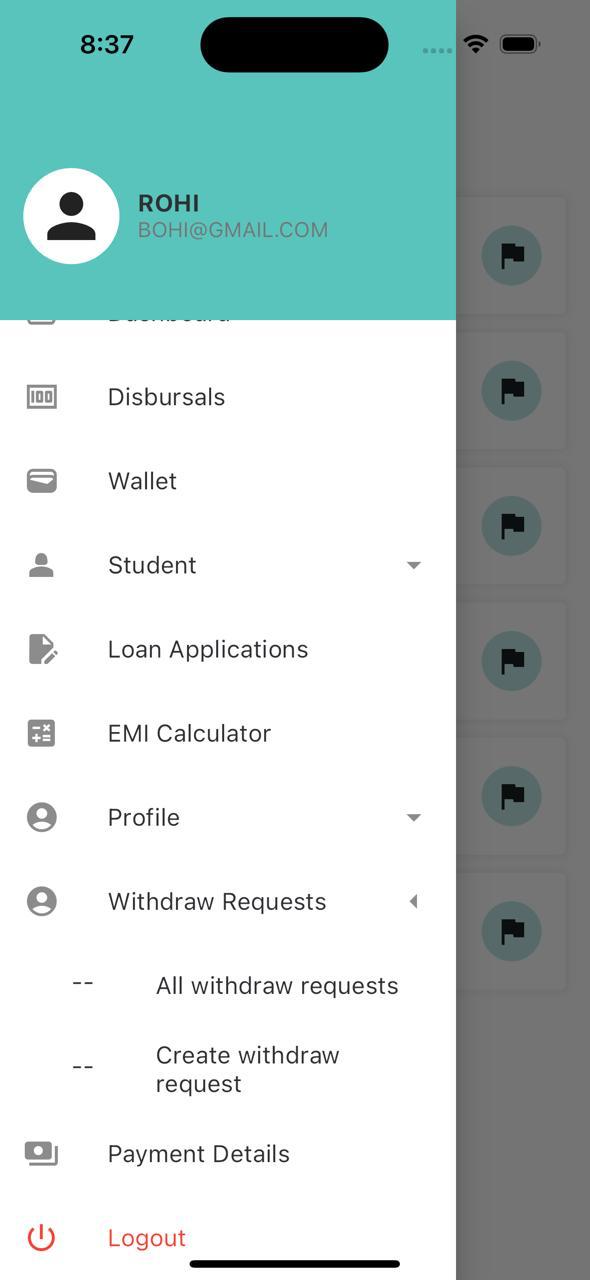 8:37
ROHI
BOHI@GMAIL.COM
Dashboard
Disbursals
Wallet
Student
Loan Applications
EMI Calculator
Profile
Withdraw Requests
-- All withdraw requests
-- Create withdraw
request
Payment Details
Logout